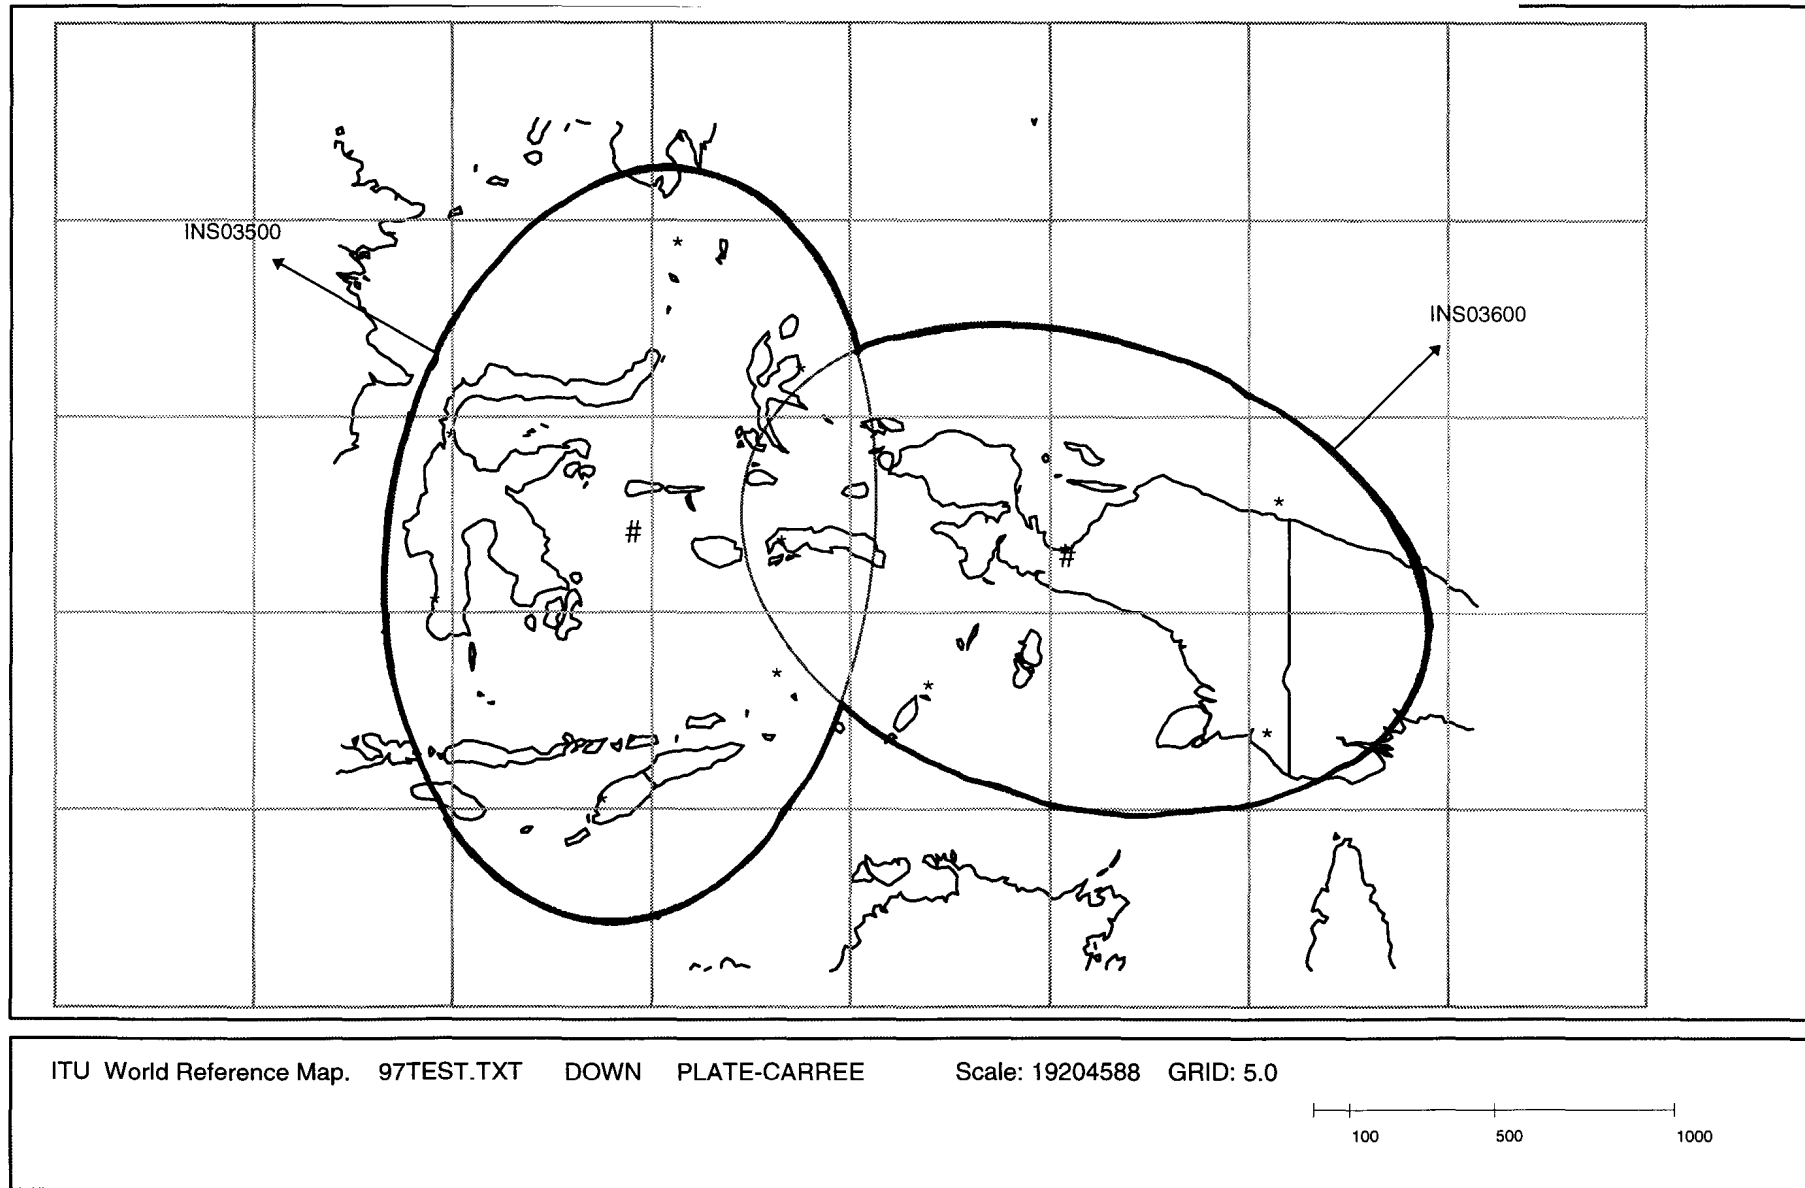 INS03500
INS03600
ITU World Reference Map. 97TEST.TXT DOWN PLATE-CARREE Scale: 19204588 GRID: 5.0
100 500 1000